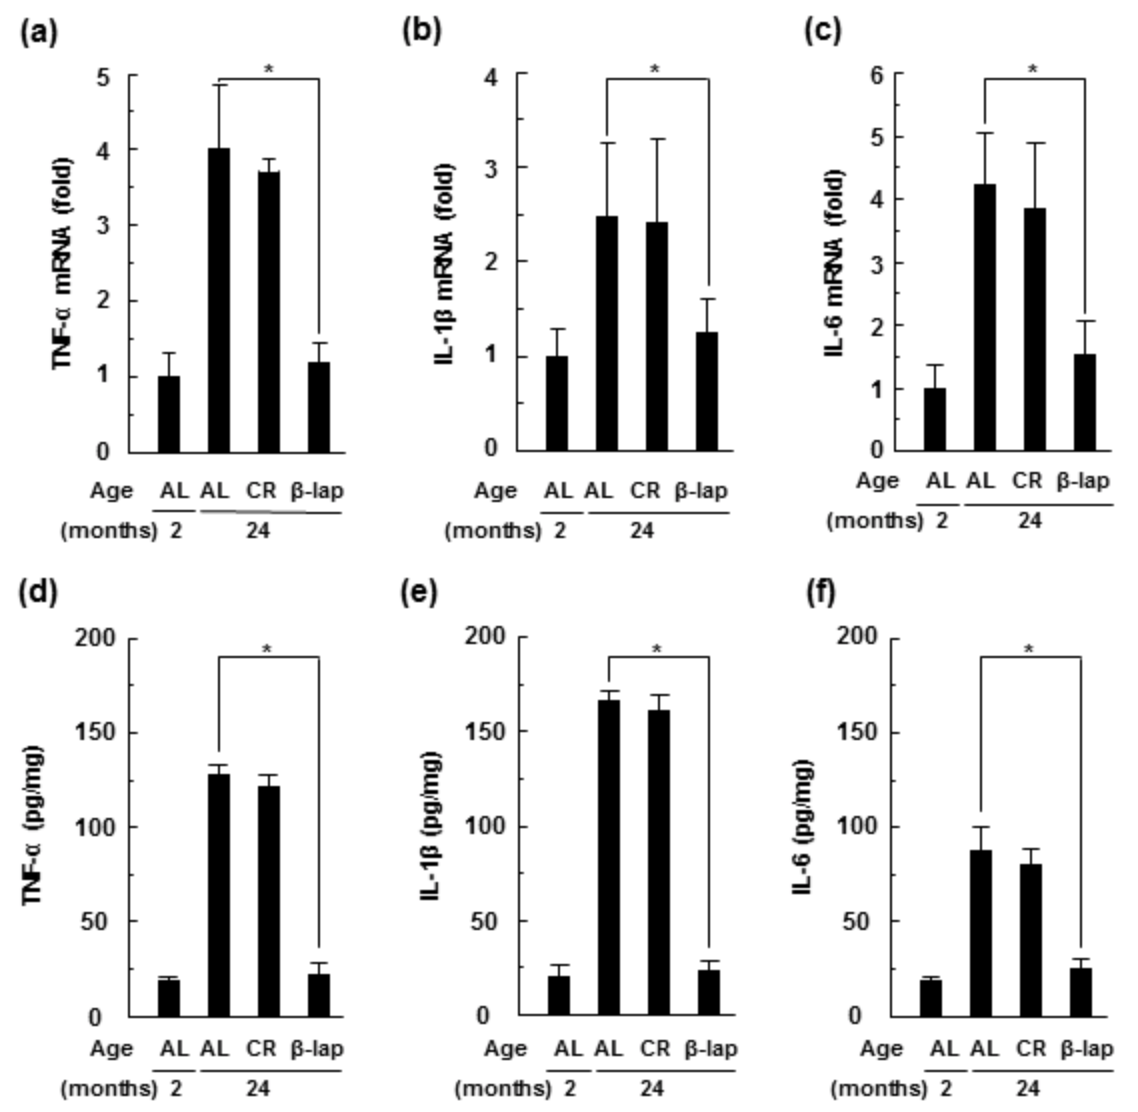 (a)
TNF-α mRNA (fold)
5
4
3
2
1
0
*
Age AL AL CR β-lap
(months) 2 24
(b)
IL-1β mRNA (fold)
4
3
2
1
0
*
Age AL AL CR β-lap
(months) 2 24
(c)
IL-6 mRNA (fold)
6
5
4
3
2
1
0
*
Age AL AL CR β-lap
(months) 2 24
(d)
TNF-α (pg/mg)
200
150
100
50
0
*
Age AL AL CR β-lap
(months) 2 24
(e)
IL-1β (pg/mg)
200
150
100
50
0
*
Age AL AL CR β-lap
(months) 2 24
(f)
IL-6 (pg/mg)
200
150
100
50
0
*
Age AL AL CR β-lap
(months) 2 24